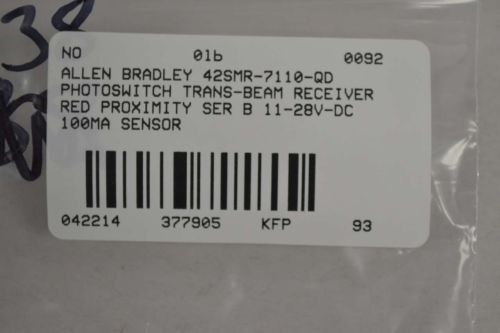 38
NO 01b 0092
ALLEN BRADLEY 42SMR-7110-QD
PHOTOSWITCH TRANS-BEAM RECEIVER
RED PROXIMITY SER B 11-28V-DC
100MA SENSOR
042214 377905 KFP 93